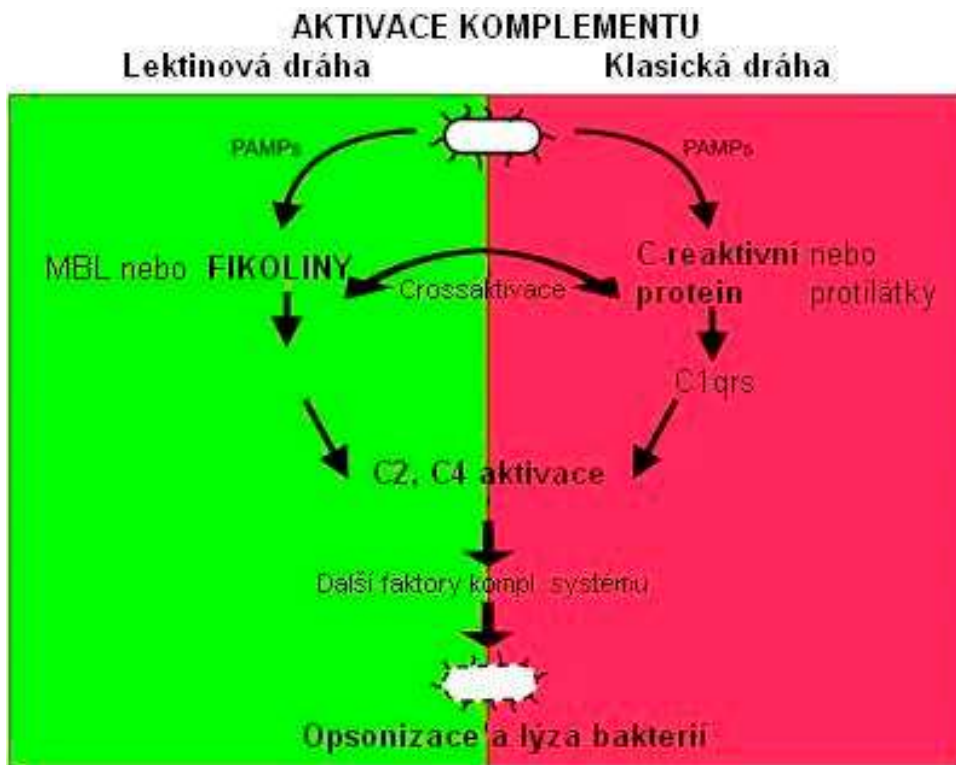 AKTIVACE KOMPLEMENTU
Lektinová dráha
Klasická dráha
PAMPs
PAMPs
MBL nebo FIKOLINY
Crossaktivace
C-reaktivní nebo
protein protilátky
C1qrs
C2, C4 aktivace
Další faktory kompl. systému
Opsonizace a lýza bakterií